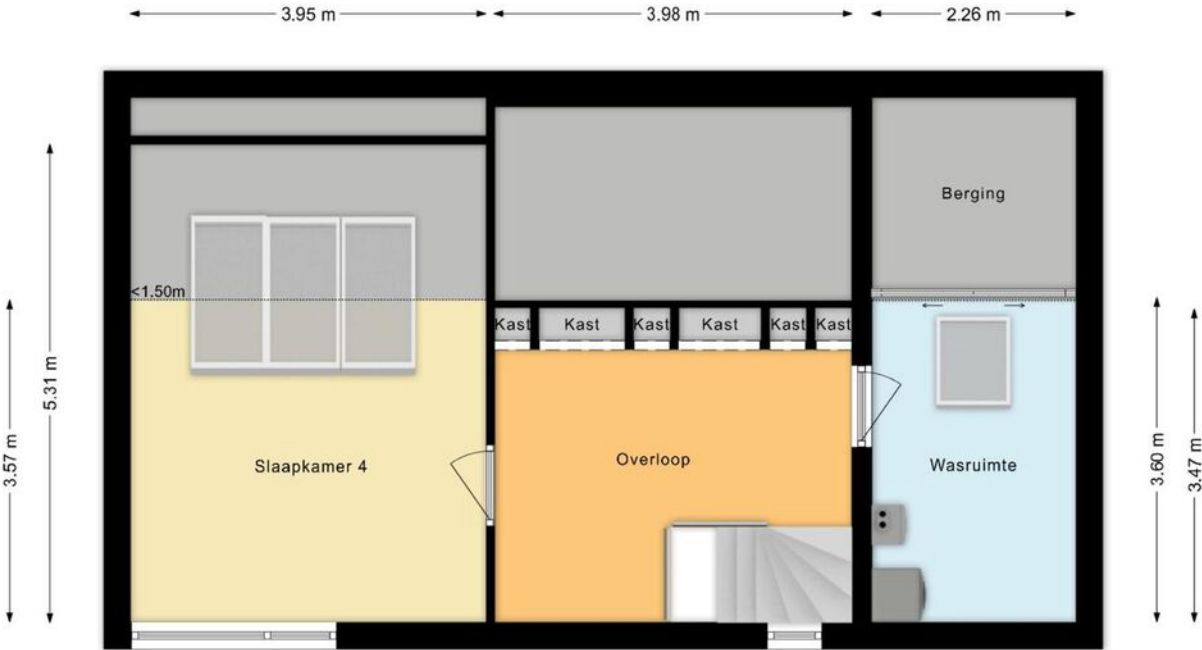 3.95 m
3.98 m
2.26 m
Berging
<1.50m
Kast
Kast
Kast
Kast
Kast
Kast
5.31 m
3.57 m
3.60 m
3.47 m
Slaapkamer 4
Overloop
Wasruimte